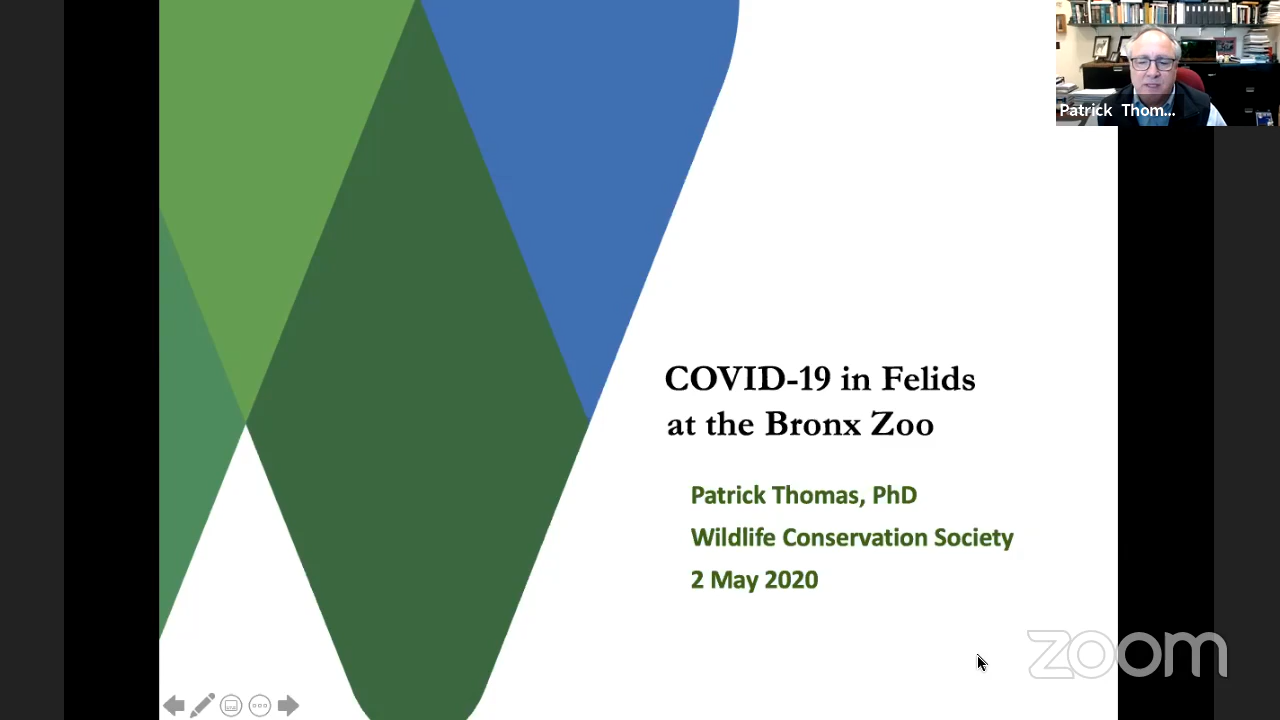 Patrick Thom...
COVID-19 in Felids
at the Bronx Zoo
Patrick Thomas, PhD
Wildlife Conservation Society
2 May 2020
zoom